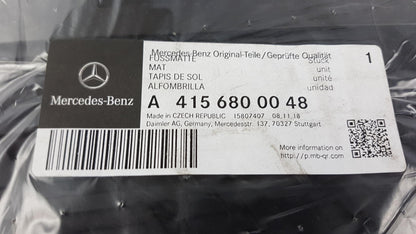 Mercedes-Benz Original-Teile/Geprüfte Qualität
FUSSMATTE Stück 1
MAT unit
TAPIS DE SOL unité
ALFOMBRILLA unidad
Mercedes-Benz
A 415 680 00 48
Made in CZECH REPUBLIC 15807407 08.11.18
Daimler AG, Germany, Mercedesstr. 137, 70327 Stuttgart
More information on
http://p.mb-qr.com